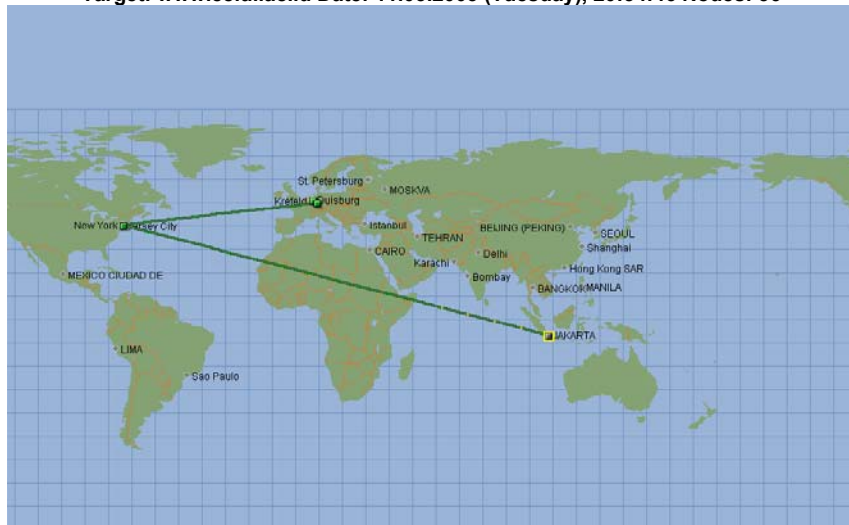 St. Petersburg
MOSKVA
Krefeld
Duisburg
New York
Jersey City
Istanbul
BEIJING (PEKING)
SEOUL
TEHRAN
Shanghai
CAIRO
Delhi
Karachi
Hong Kong SAR
MEXICO CIUDAD DE
Bombay
BANGKOK
MANILA
JAKARTA
LIMA
Sao Paulo